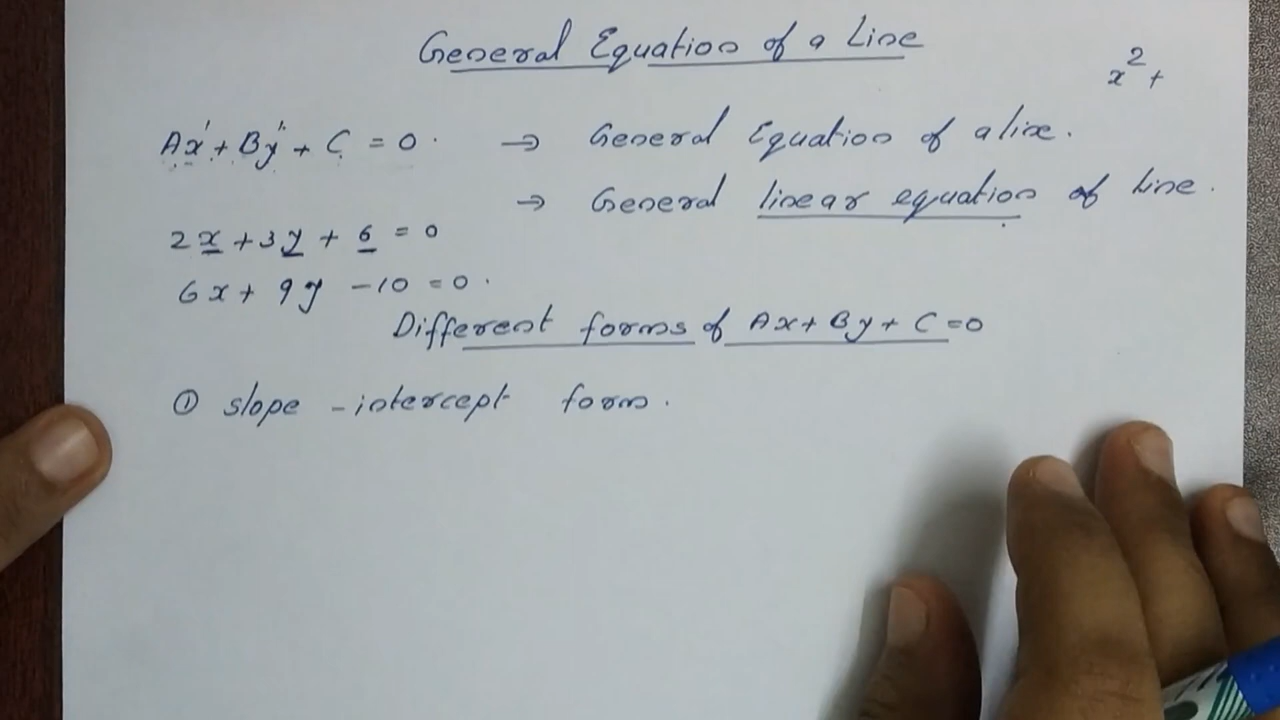 General Equation of a Line
x² +
Ax¹ + By¹ + C = 0. → General Equation of a line.
→ General linear equation of line.
2x + 3y + 6 = 0
6x + 9y - 10 = 0.
Different forms of Ax + By + C = 0
① slope - intercept form.